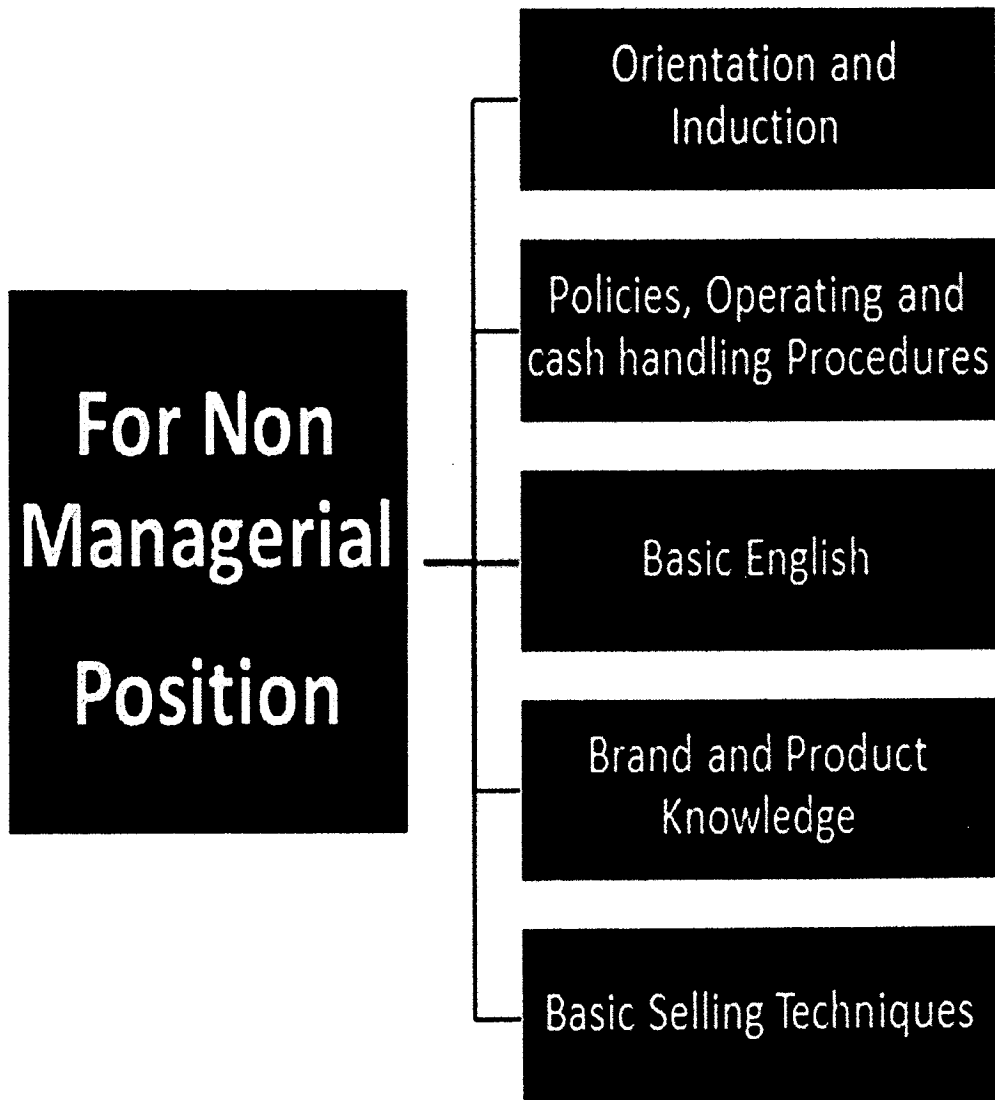 For Non
Managerial
Position
Orientation and
Induction
Policies, Operating and
cash handling Procedures
Basic English
Brand and Product
Knowledge
Basic Selling Techniques